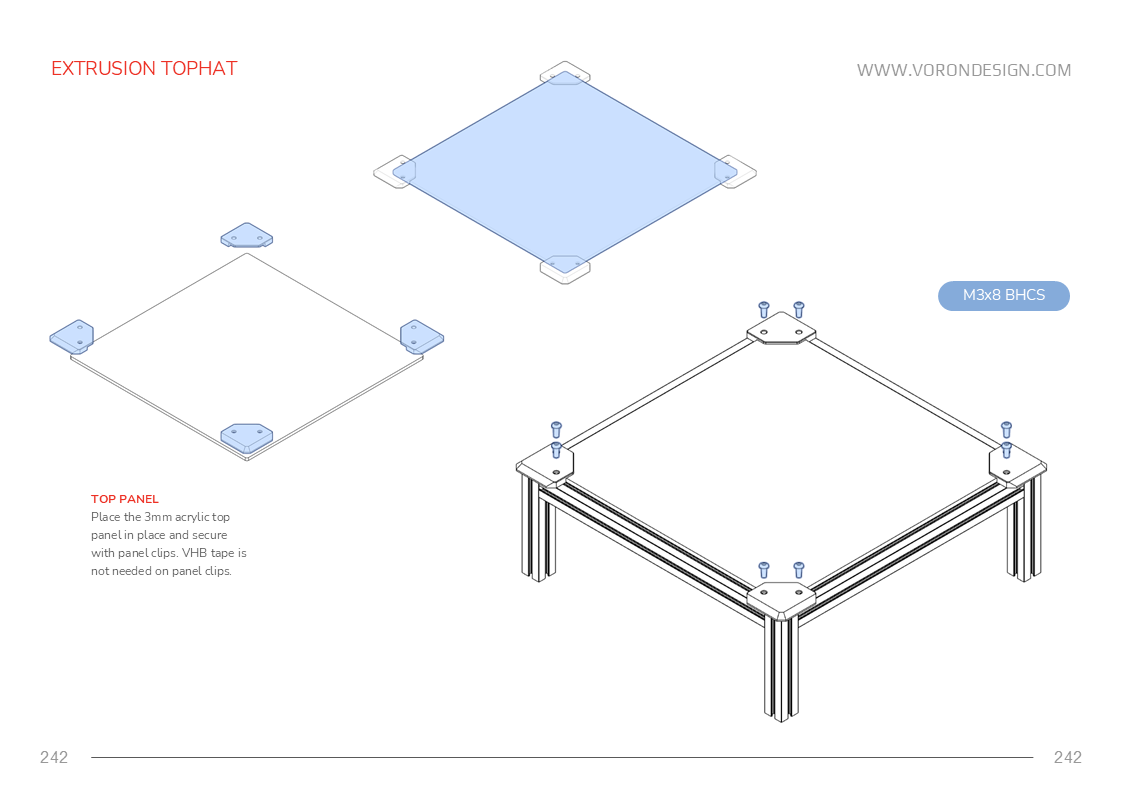 EXTRUSION TOPHAT
WWW.VORONDESIGN.COM
M3x8 BHCS
TOP PANEL
Place the 3mm acrylic top
panel in place and secure
with panel clips. VHB tape is
not needed on panel clips.
242
242